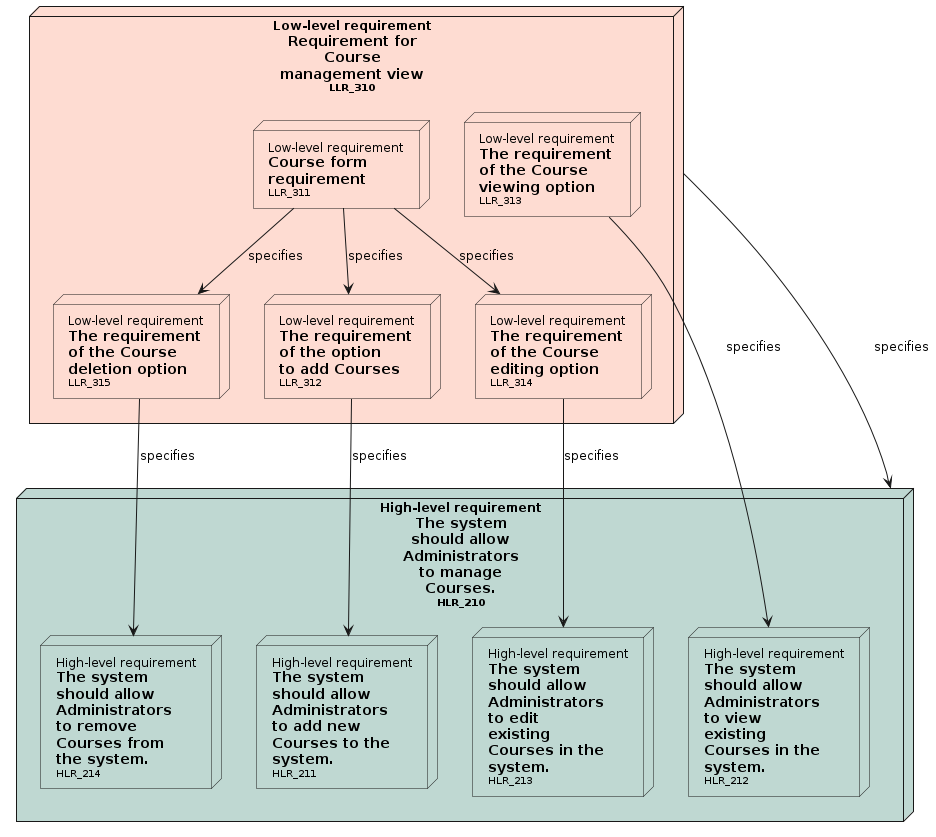 Low-level requirement
Requirement for
Course
management view
LLR_310
Low-level requirement
Course form
requirement
LLR_311
Low-level requirement
The requirement
of the Course
viewing option
LLR_313
specifies
specifies
specifies
Low-level requirement
The requirement
of the Course
deletion option
LLR_315
Low-level requirement
The requirement
of the option
to add Courses
LLR_312
Low-level requirement
The requirement
of the Course
editing option
LLR_314
specifies
specifies
specifies
specifies
specifies
High-level requirement
The system
should allow
Administrators
to manage
Courses.
HLR_210
High-level requirement
The system
should allow
Administrators
to remove
Courses from
the system.
HLR_214
High-level requirement
The system
should allow
Administrators
to add new
Courses to the
system.
HLR_211
High-level requirement
The system
should allow
Administrators
to edit
existing
Courses in the
system.
HLR_213
High-level requirement
The system
should allow
Administrators
to view
existing
Courses in the
system.
HLR_212